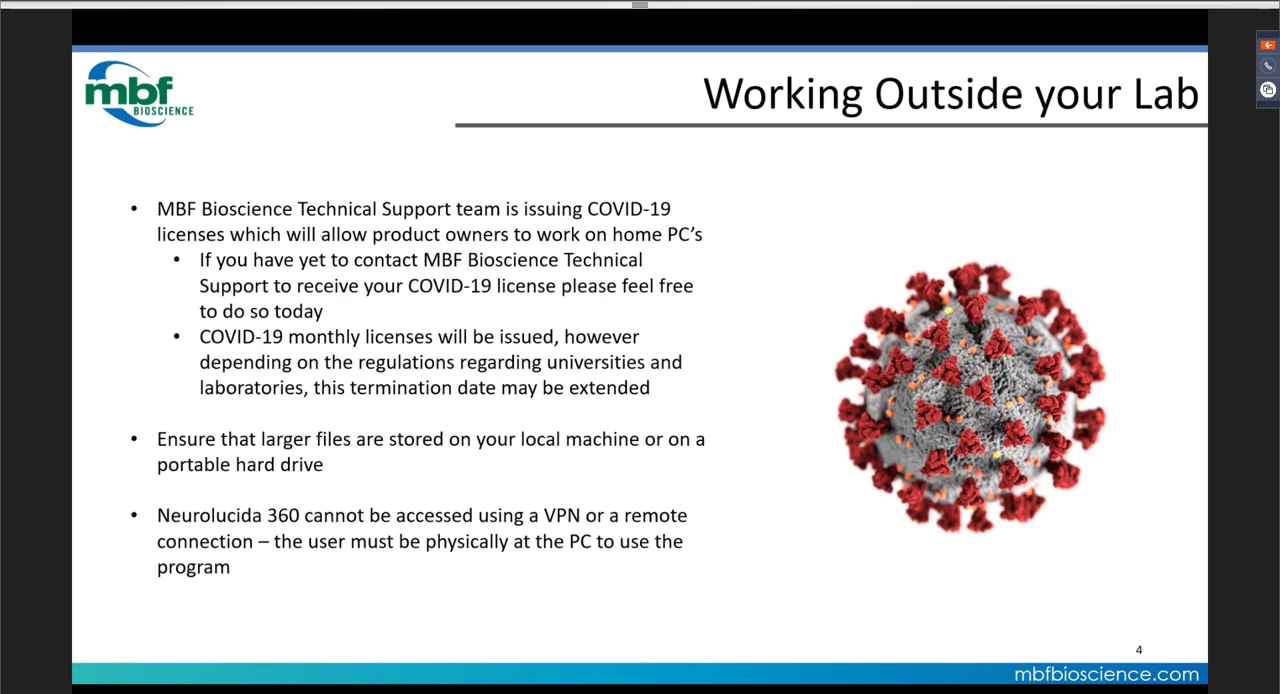 mbf
BIOSCIENCE
Working Outside your Lab
• MBF Bioscience Technical Support team is issuing COVID-19
licenses which will allow product owners to work on home PC's
• If you have yet to contact MBF Bioscience Technical
Support to receive your COVID-19 license please feel free
to do so today
• COVID-19 monthly licenses will be issued, however
depending on the regulations regarding universities and
laboratories, this termination date may be extended
• Ensure that larger files are stored on your local machine or on a
portable hard drive
• Neurolucida 360 cannot be accessed using a VPN or a remote
connection – the user must be physically at the PC to use the
program
4
mbfbioscience.com